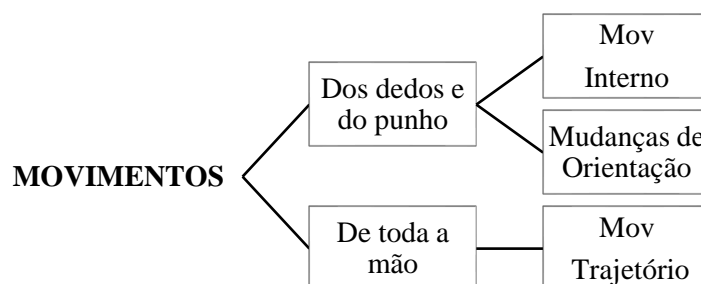 MOVIMENTOS
Dos dedos e
do punho
Mov
Interno
Mudanças de
Orientação
De toda a
mão
Mov
Trajetório